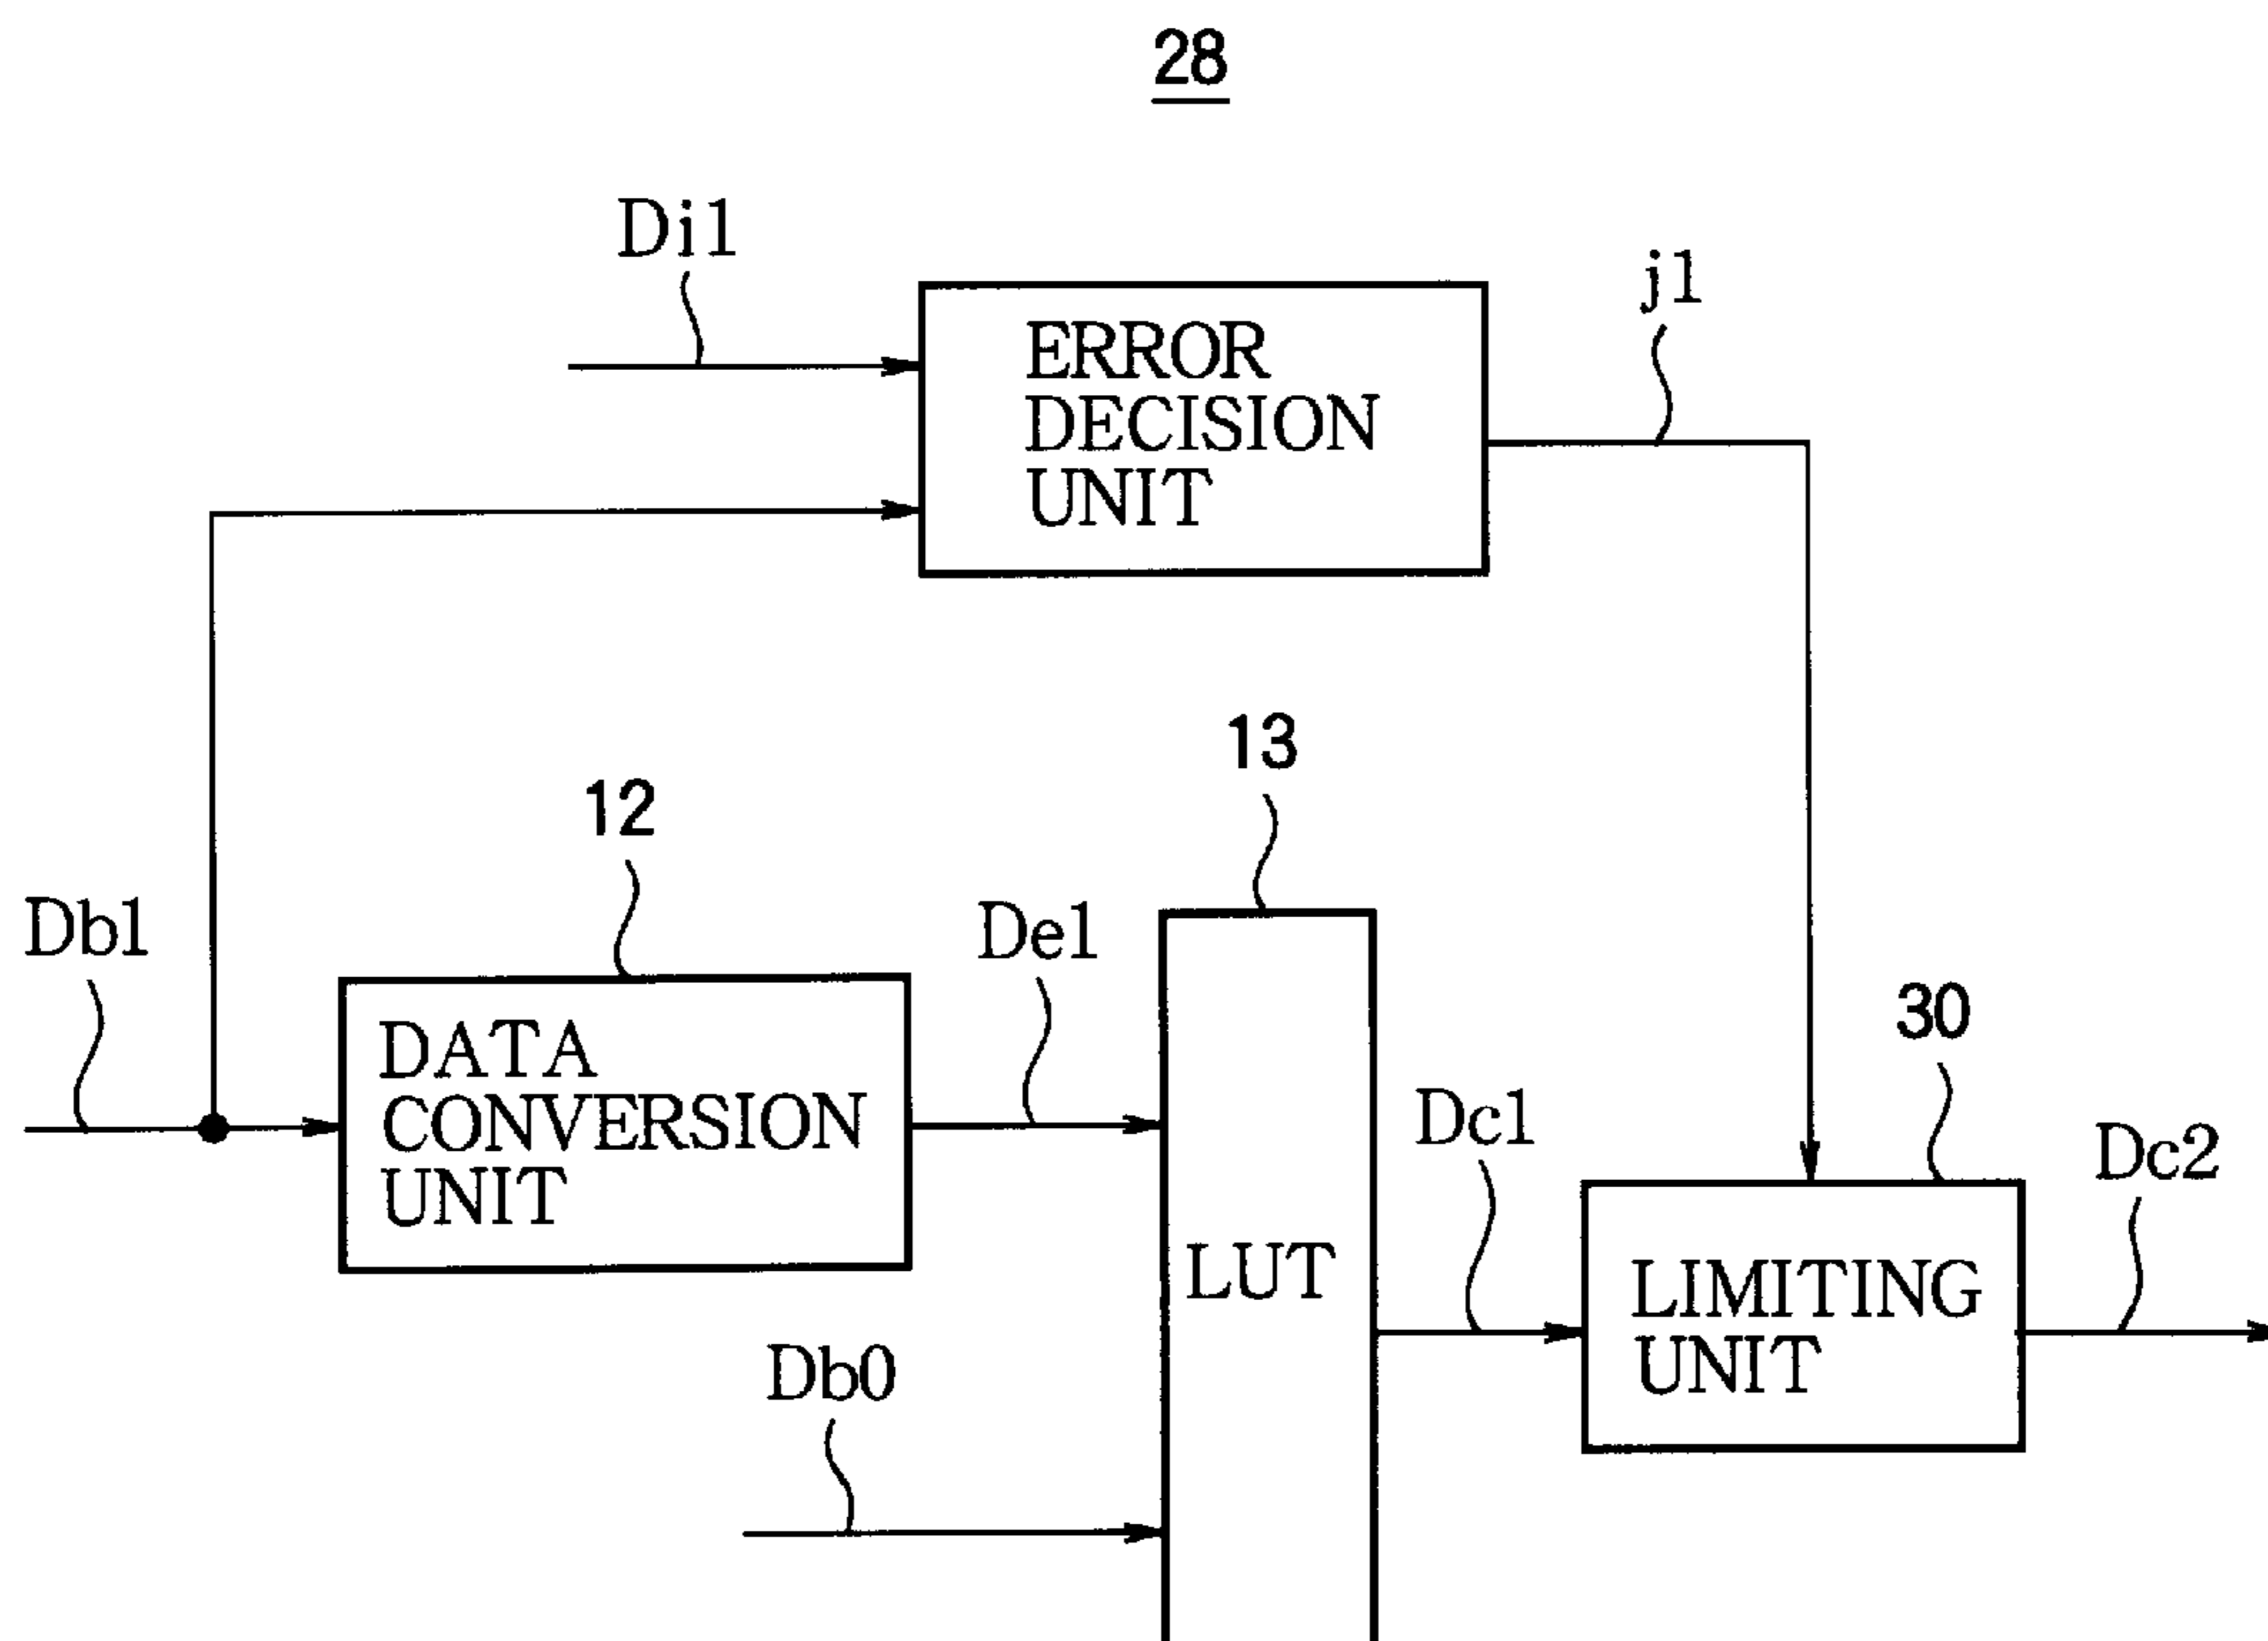 28
Di1
j1
ERROR
DECISION
UNIT
13
12
Db1
De1
30
DATA
CONVERSION
UNIT
Dc1
Dc2
LUT
LIMITING
UNIT
Db0